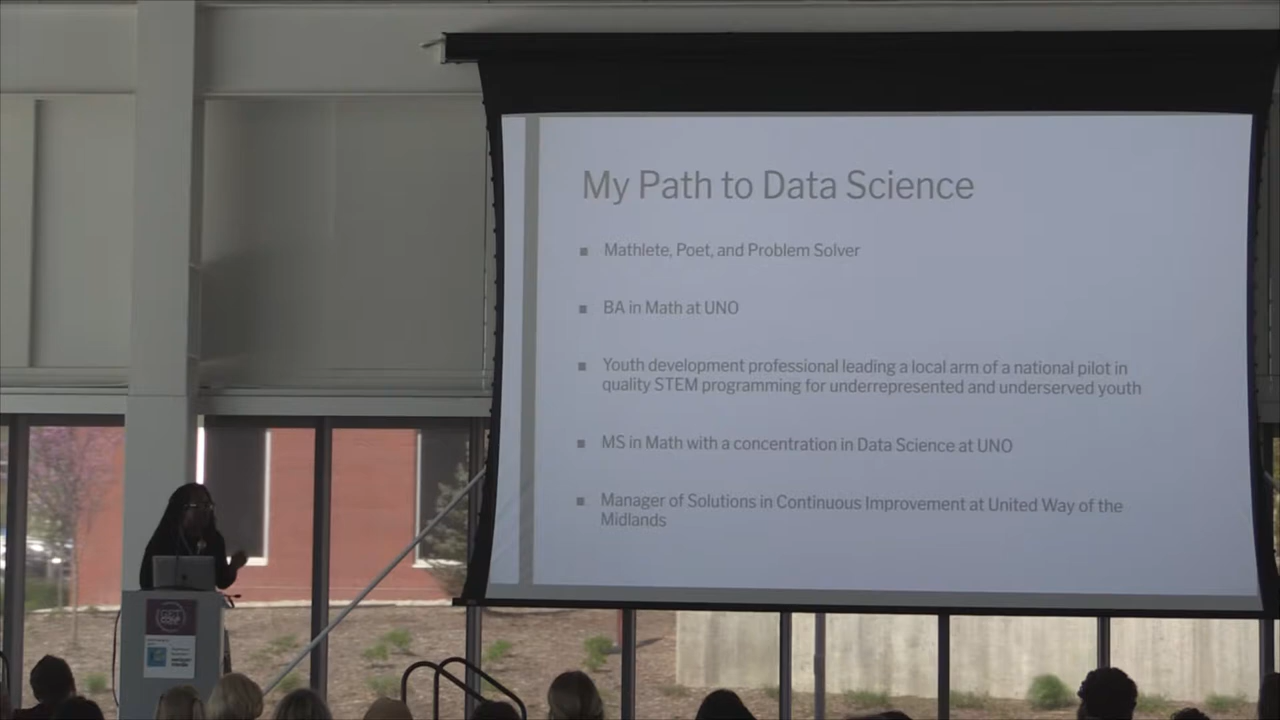 My Path to Data Science
Mathlete, Poet, and Problem Solver
BA in Math at UNO
Youth development professional leading a local arm of a national pilot in
quality STEM programming for underrepresented and underserved youth
MS in Math with a concentration in Data Science at UNO
Manager of Solutions in Continuous Improvement at United Way of the
Midlands